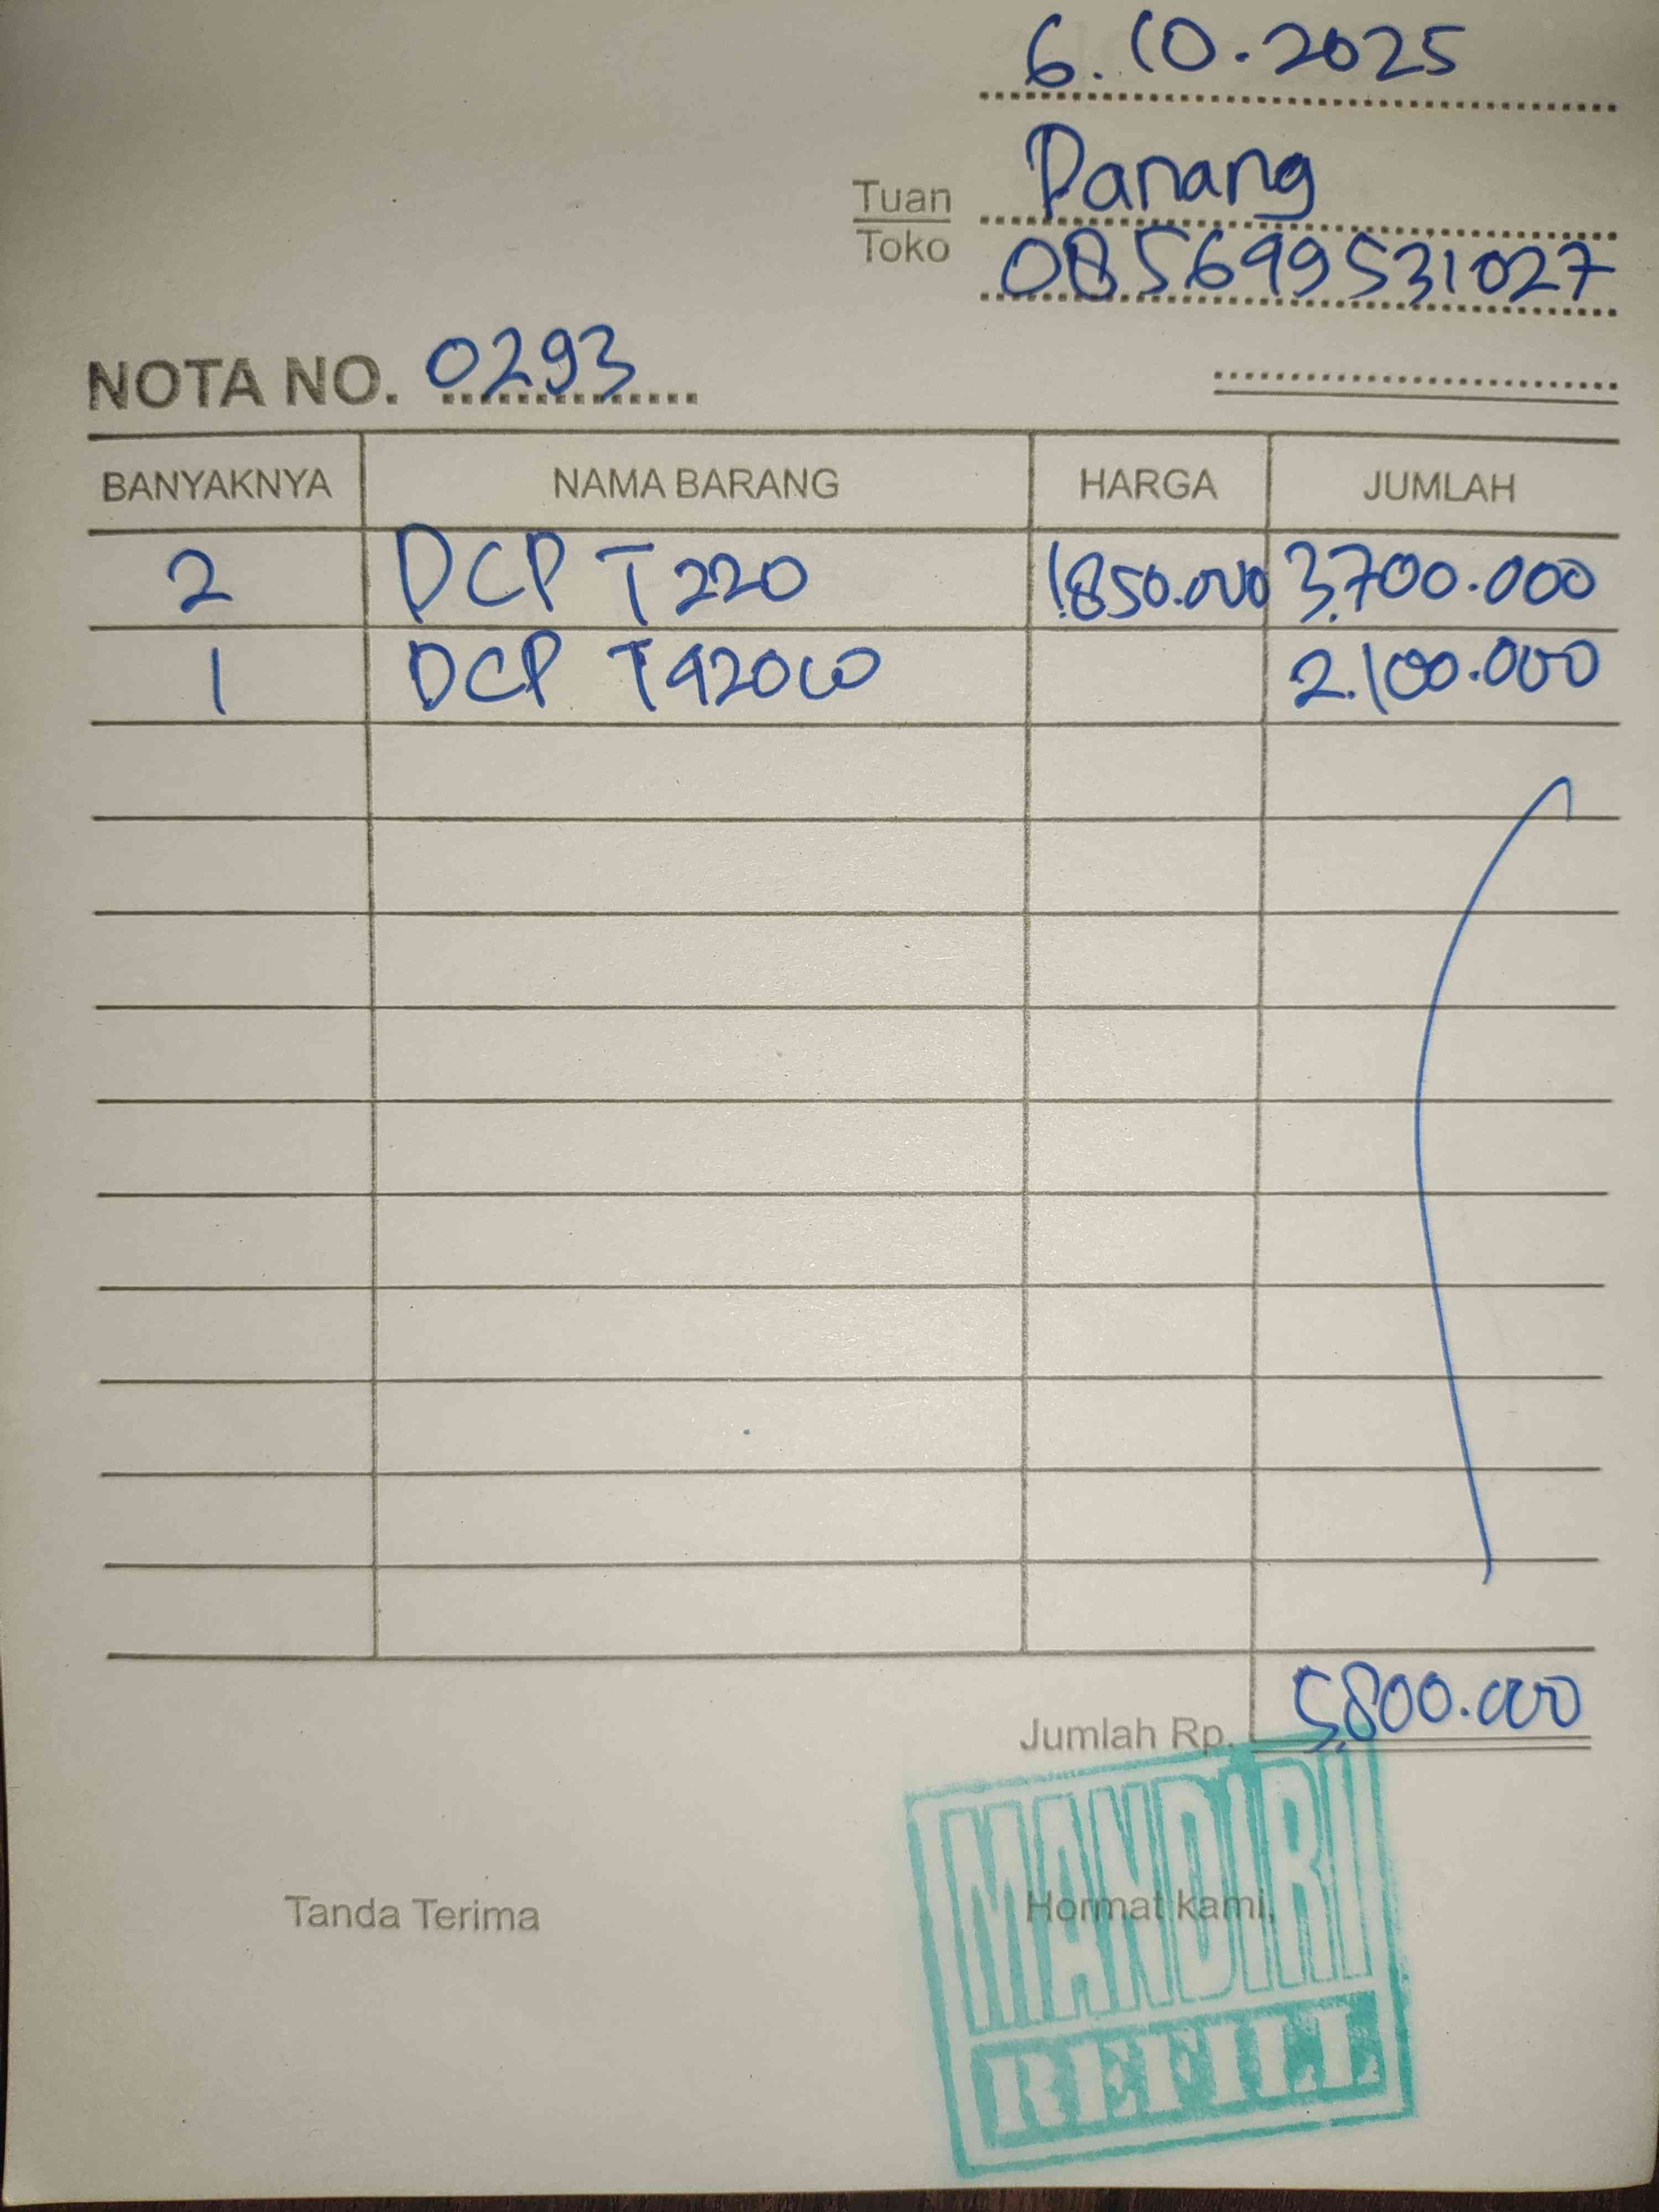 6.10.2025
Tuan Danang
Toko 085699531027
NOTA NO. 0293
BANYAKNYA NAMA BARANG HARGA JUMLAH
2 DCP T220 1.850.000 3.700.000
1 DCP T420W 2.100.000
Jumlah Rp. 5.800.000
Tanda Terima Hormat kami,
MANDIRI
REFILL